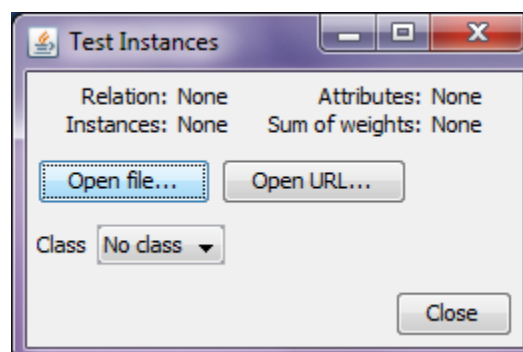 Test Instances
Relation: None Attributes: None
Instances: None Sum of weights: None
Open file... Open URL...
Class No class
Close